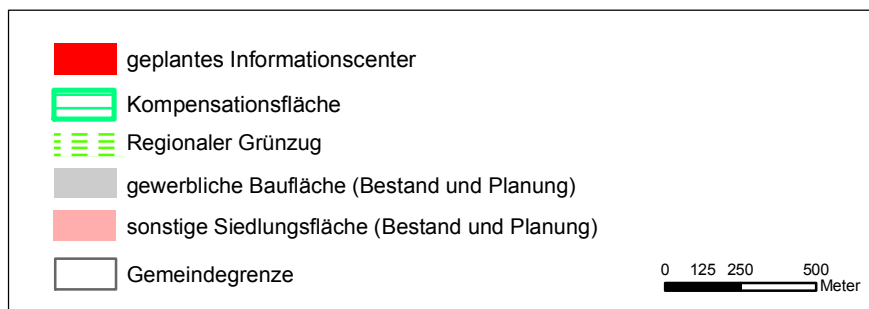 geplantes Informationscenter
Kompensationsfläche
Regionaler Grünzug
gewerbliche Baufläche (Bestand und Planung)
sonstige Siedlungsfläche (Bestand und Planung)
Gemeindegrenze
0 125 250 500
Meter